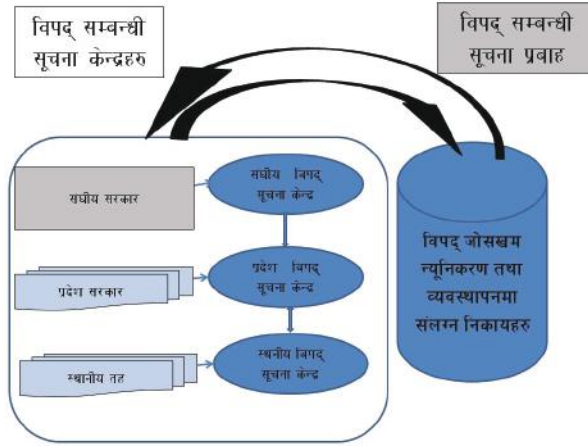 विपद् सम्बन्धी
सूचना केन्द्रहरु
विपद् सम्बन्धी
सूचना प्रवाह
संघीय सरकार
संघीय विपद्
सूचना केन्द्र
प्रदेश सरकार
प्रदेश विपद्
सूचना केन्द्र
स्थानीय तह
स्थानीय विपद्
सूचना केन्द्र
विपद् जोसखम
न्यूनिकरण तथा
व्यवस्थापनमा
संलग्न निकायहरु